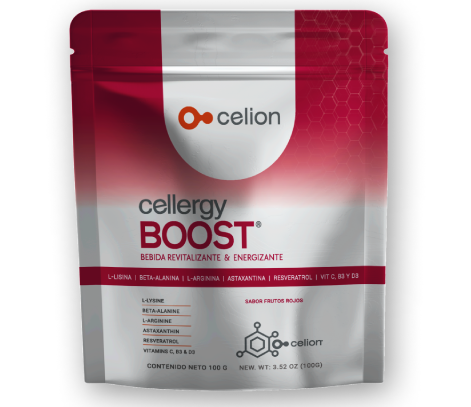 celion
cellergy
BOOST®
BEBIDA REVITALIZANTE & ENERGIZANTE
L-LISINA | BETA-ALANINA | L-ARGININA | ASTAXANTINA | RESVERATROL | VIT C, B3 Y D3
L-LYSINE
BETA-ALANINE
L-ARGININE
ASTAXANTHIN
RESVERATROL
VITAMINS C, B3 & D3
SABOR FRUTOS ROJOS
celion
CONTENIDO NETO 100 G
NEW. WT: 3.52 OZ (100G)